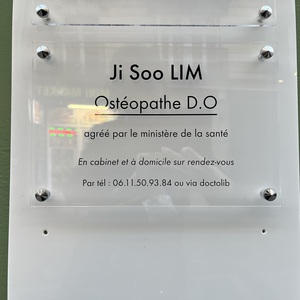 Ji Soo LIM
Ostéopathe D.O
agréé par le ministère de la santé
En cabinet et à domicile sur rendez-vous
Par tél : 06.11.50.93.84 ou via doctolib